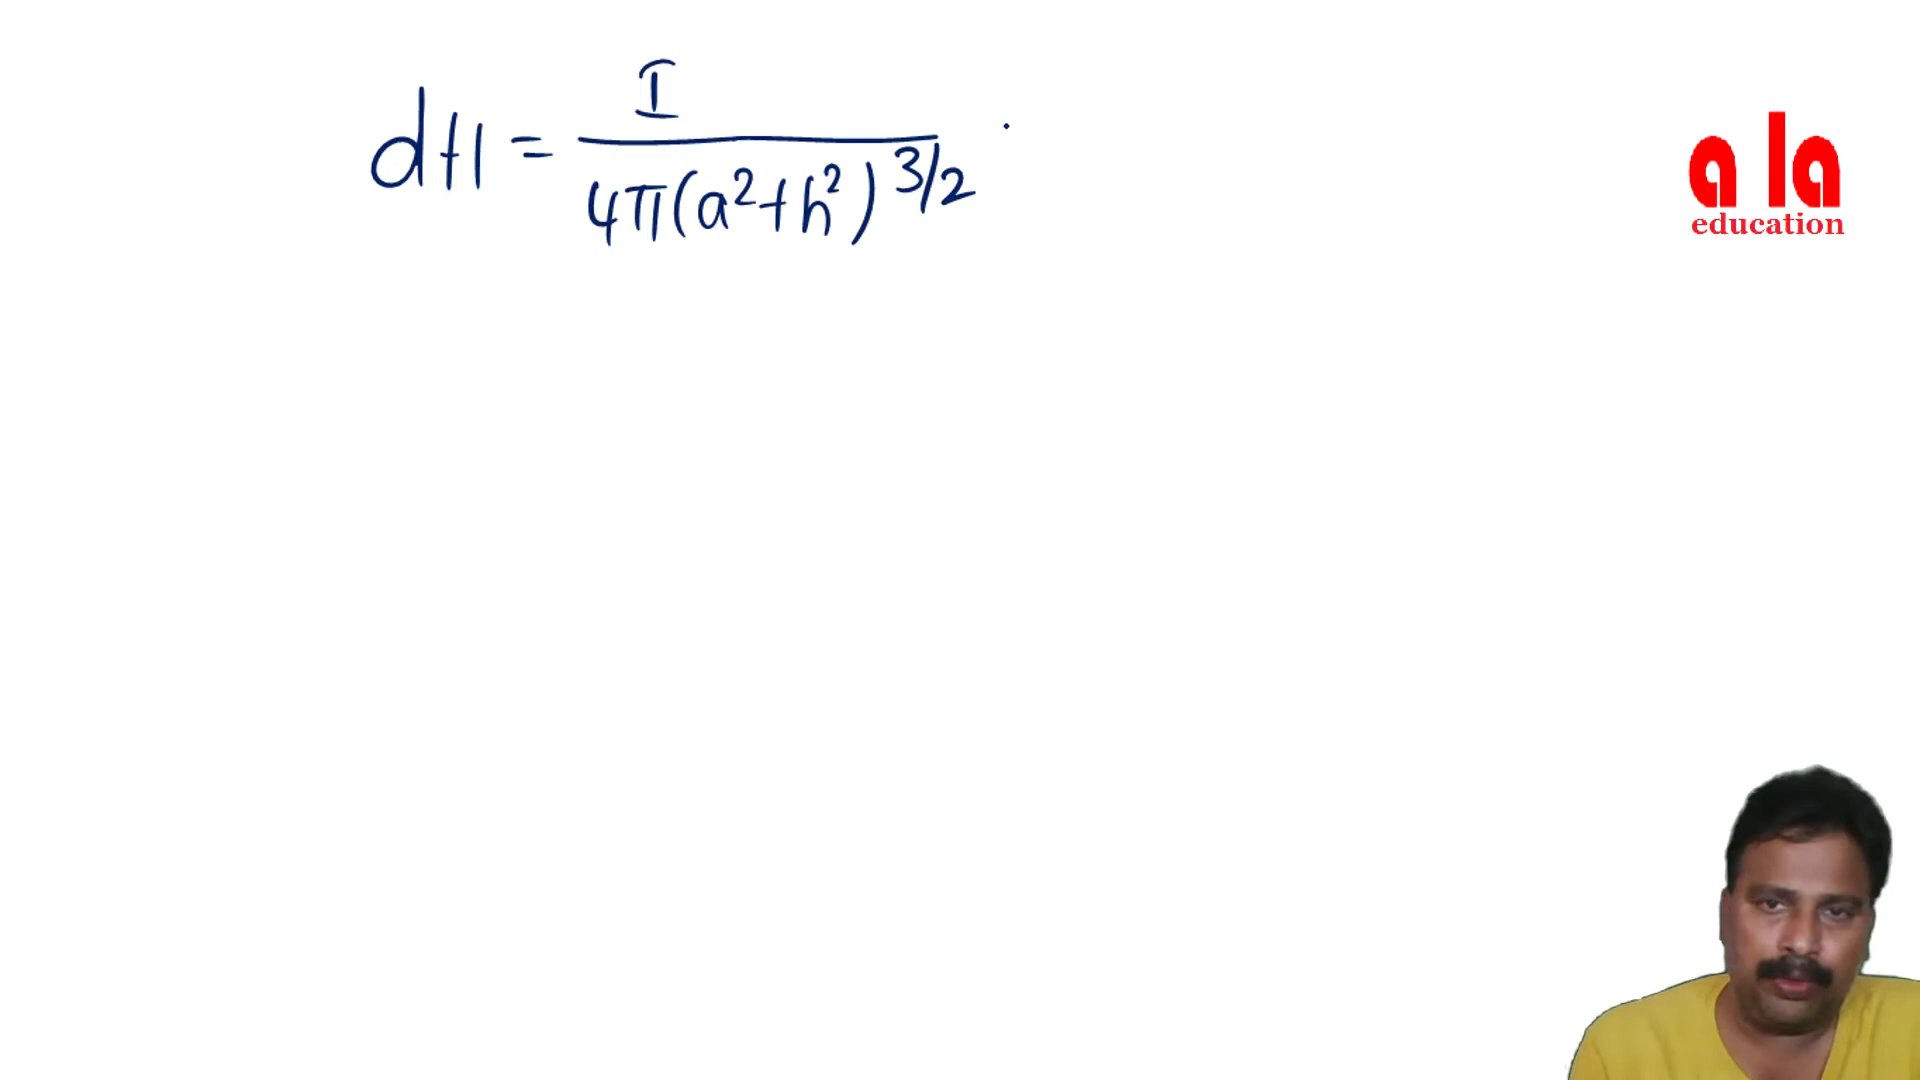 dH = I / 4π(a²+h²)^3/2
a la
education